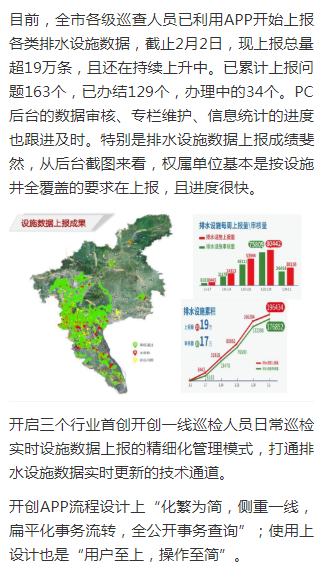 目前，全市各级巡查人员已利用APP开始上报
各类排水设施数据，截止2月2日，现上报总量
超19万条，且还在持续上升中。已累计上报问
题163个，已办结129个，办理中的34个。PC
后台的数据审核、专栏维护、信息统计的进度
也跟进及时。特别是排水设施数据上报成绩斐
然，从后台截图来看，权属单位基本是按设施
井全覆盖的要求在上报，且进度很快。
设施数据上报成果
排水设施每周上报量|审核量
75809
80442
排水设施累积
19
17
196434
176852
开启三个行业首创开创一线巡检人员日常巡检
实时设施数据上报的精细化管理模式，打通排
水设施数据实时更新的技术通道。
开创APP流程设计上“化繁为简，侧重一线，
扁平化事务流转，全公开事务查询”；使用上
设计也是“用户至上，操作至简”。